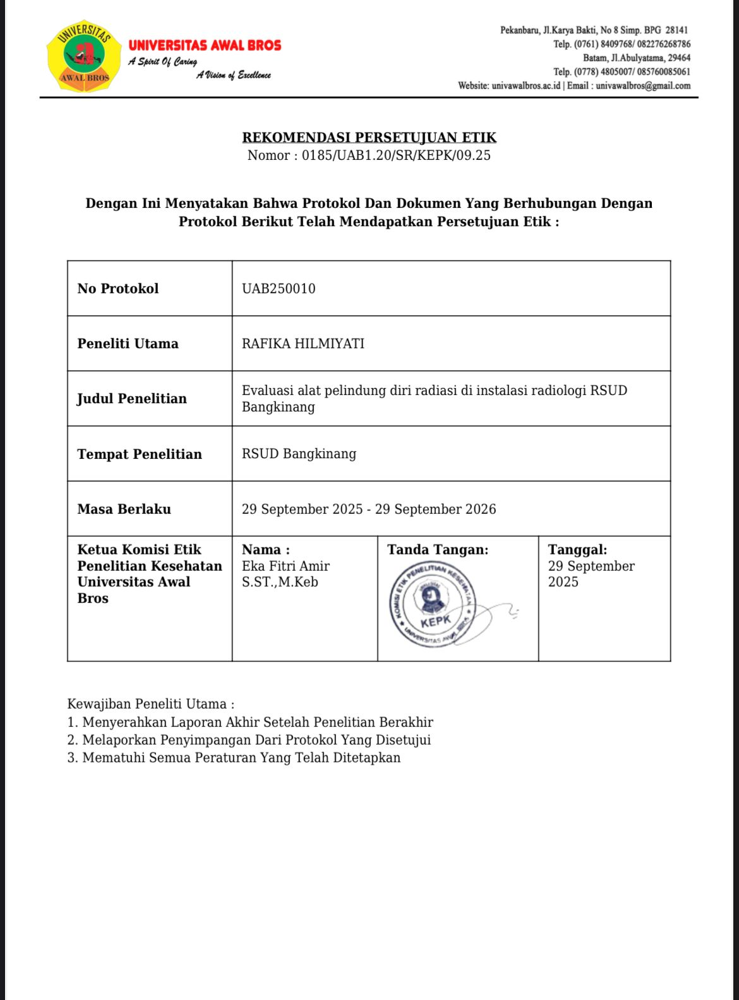 UNIVERSITAS
AWAL BROS
UNIVERSITAS AWAL BROS
A Spirit Of Caring
A Vision of Excellence
Pekanbaru, Jl.Karya Bakti, No 8 Simp. BPG 28141
Telp. (0761) 8409768/ 082276268786
Batam, Jl.Abulyatama, 29464
Telp. (0778) 4805007/ 085760085061
Website: univawalbros.ac.id | Email : univawalbros@gmail.com
REKOMENDASI PERSETUJUAN ETIK
Nomor : 0185/UAB1.20/SR/KEPK/09.25
Dengan Ini Menyatakan Bahwa Protokol Dan Dokumen Yang Berhubungan Dengan
Protokol Berikut Telah Mendapatkan Persetujuan Etik :
No Protokol
UAB250010
Peneliti Utama
RAFIKA HILMIYATI
Judul Penelitian
Evaluasi alat pelindung diri radiasi di instalasi radiologi RSUD
Bangkinang
Tempat Penelitian
RSUD Bangkinang
Masa Berlaku
29 September 2025 - 29 September 2026
Ketua Komisi Etik
Penelitian Kesehatan
Universitas Awal
Bros
Nama :
Eka Fitri Amir
S.ST.,M.Keb
Tanda Tangan:
KOMISI ETIK PENELITIAN KESEHATAN
KEPK
UNIVERSITAS AWAL BROS
Tanggal:
29 September
2025
Kewajiban Peneliti Utama :
1. Menyerahkan Laporan Akhir Setelah Penelitian Berakhir
2. Melaporkan Penyimpangan Dari Protokol Yang Disetujui
3. Mematuhi Semua Peraturan Yang Telah Ditetapkan